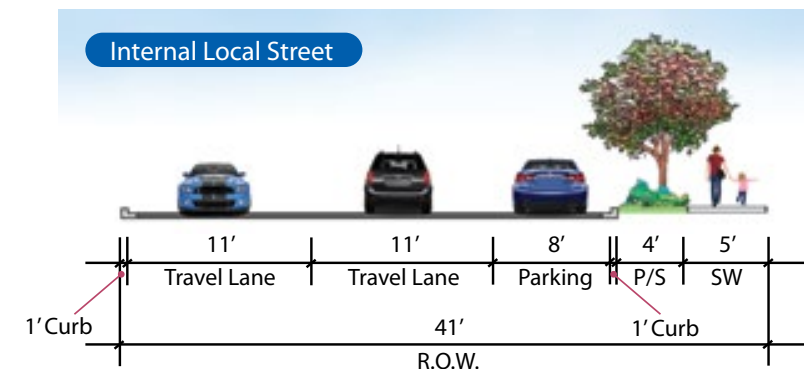 Internal Local Street
11' 11' 8' 4' 5'
Travel Lane Travel Lane Parking P/S SW
1' Curb 41' 1' Curb
R.O.W.